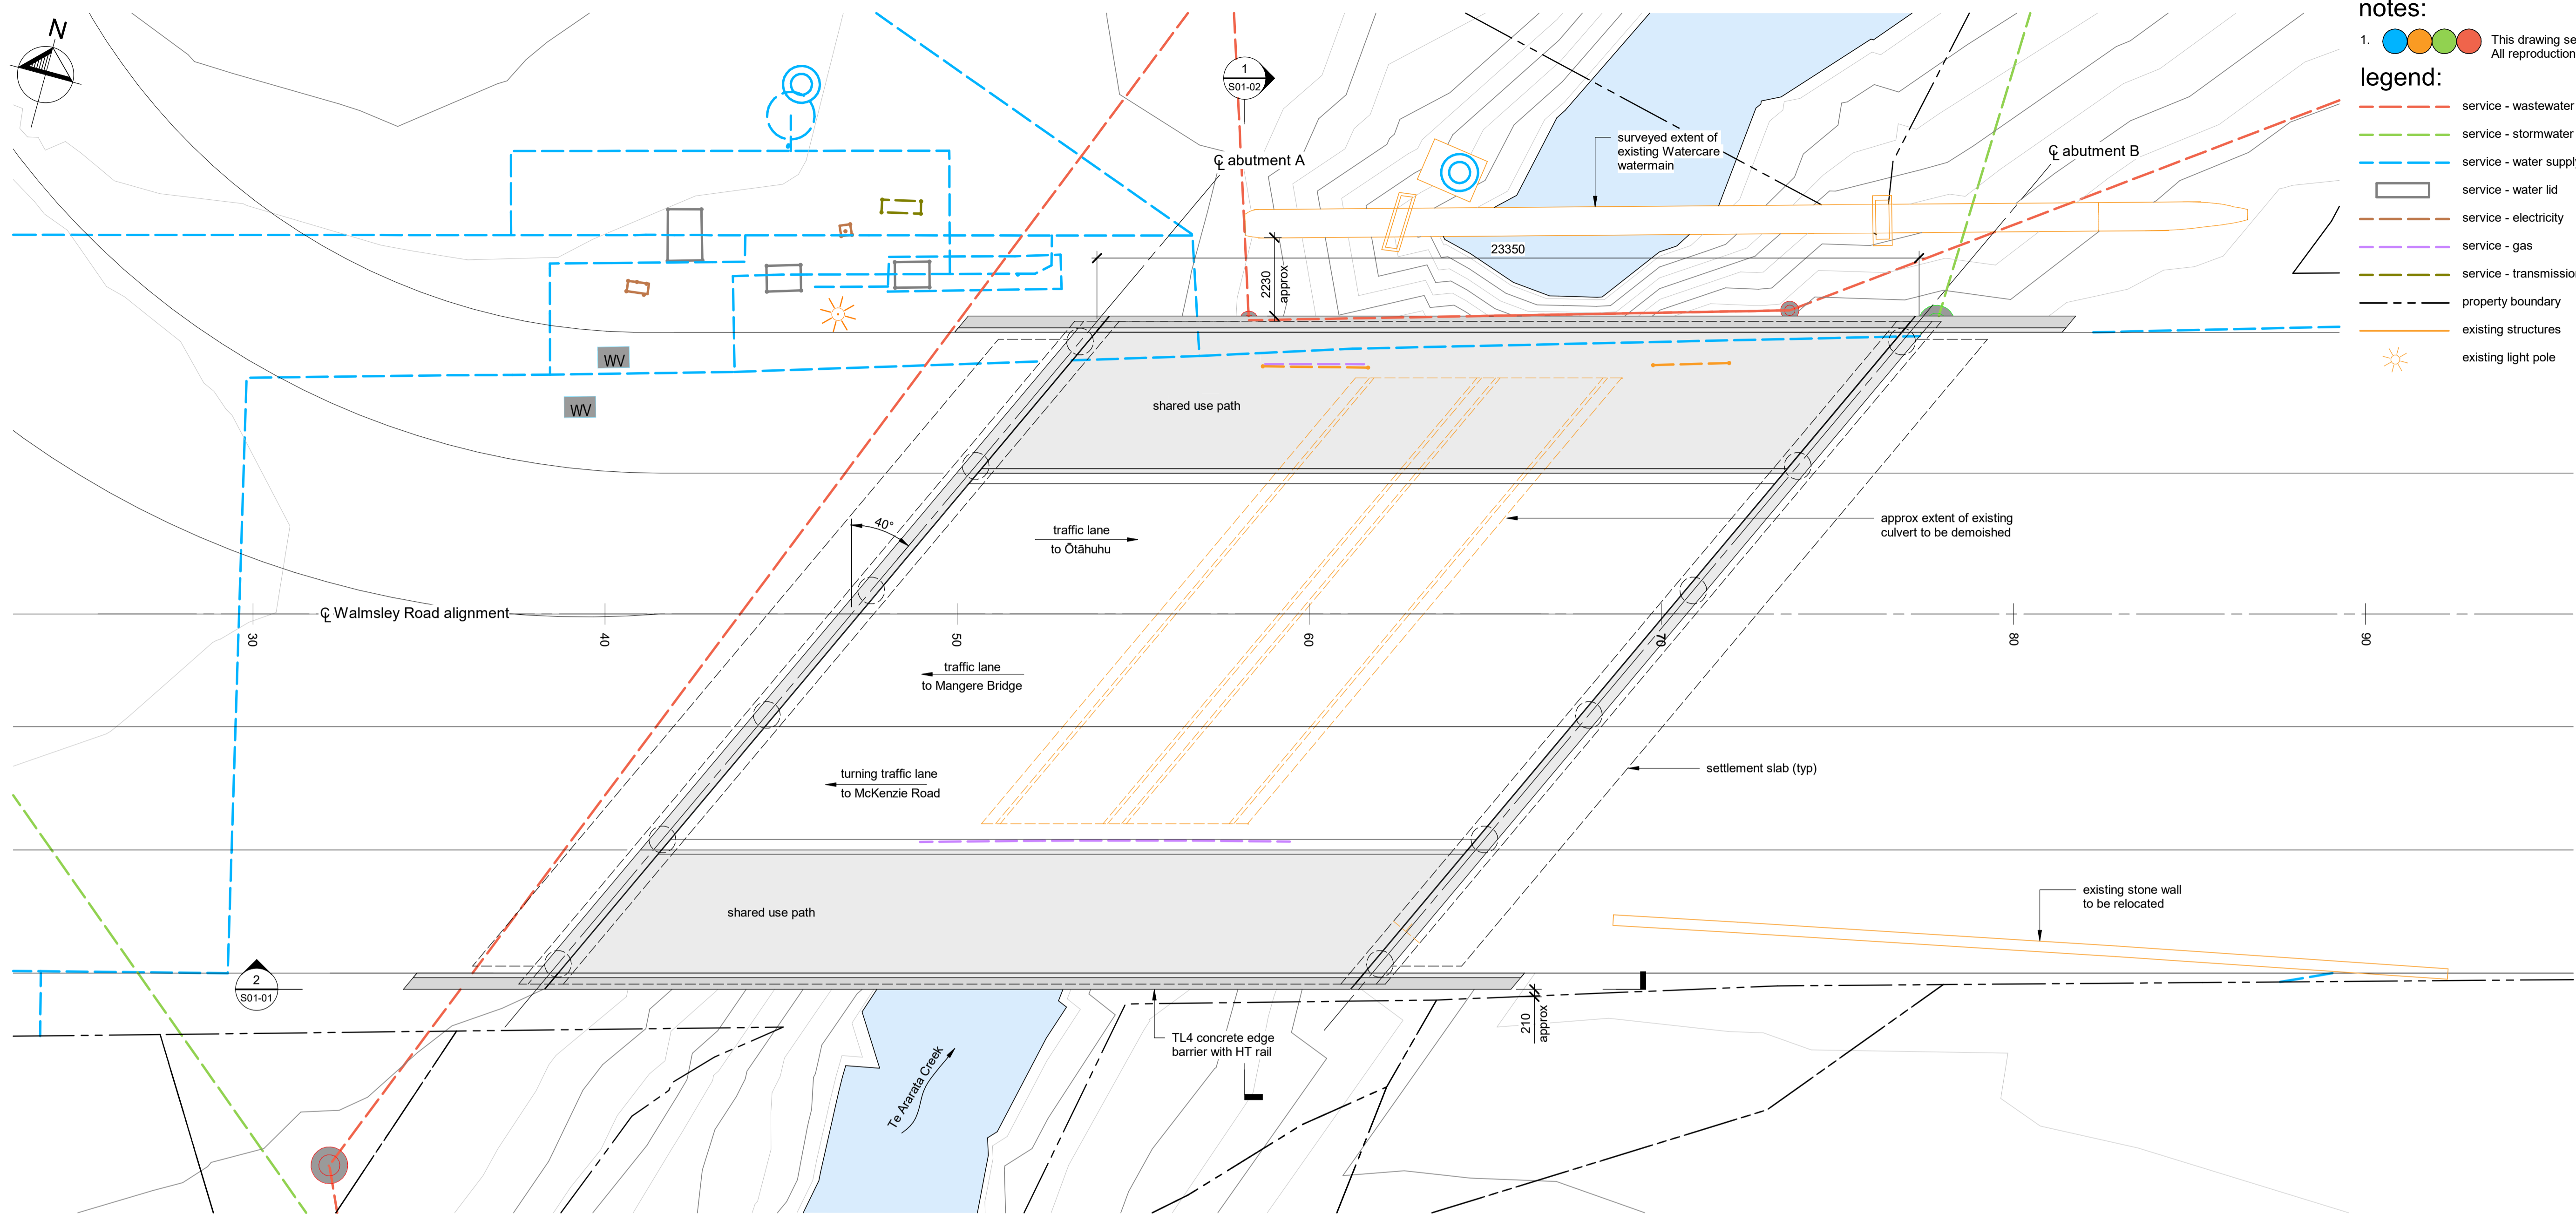 N
notes:
1.
This drawing se
All reproduction
legend:
service - wastewater
service - stormwater
service - water supply
service - water lid
service - electricity
service - gas
service - transmissio
property boundary
existing structures
existing light pole
1
S01-02
℄ abutment A
surveyed extent of
existing Watercare
watermain
℄ abutment B
23350
2230
approx
WV
WV
shared use path
40°
traffic lane
to Ōtāhuhu
approx extent of existing
culvert to be demoished
℄ Walmsley Road alignment
30
40
50
60
70
80
90
traffic lane
to Mangere Bridge
turning traffic lane
to McKenzie Road
settlement slab (typ)
shared use path
existing stone wall
to be relocated
2
S01-01
TL4 concrete edge
barrier with HT rail
210
approx
Te Ararata Creek